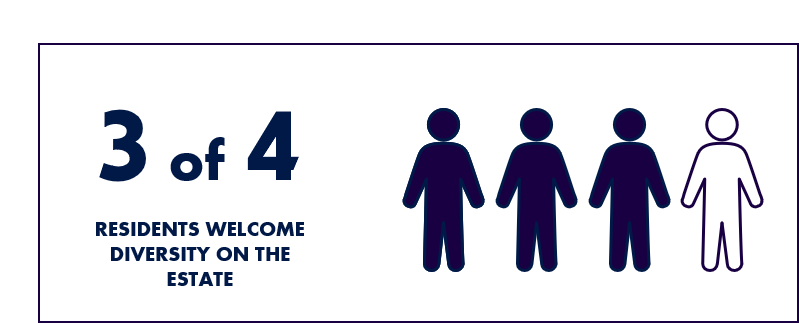 3 of 4
RESIDENTS WELCOME
DIVERSITY ON THE
ESTATE